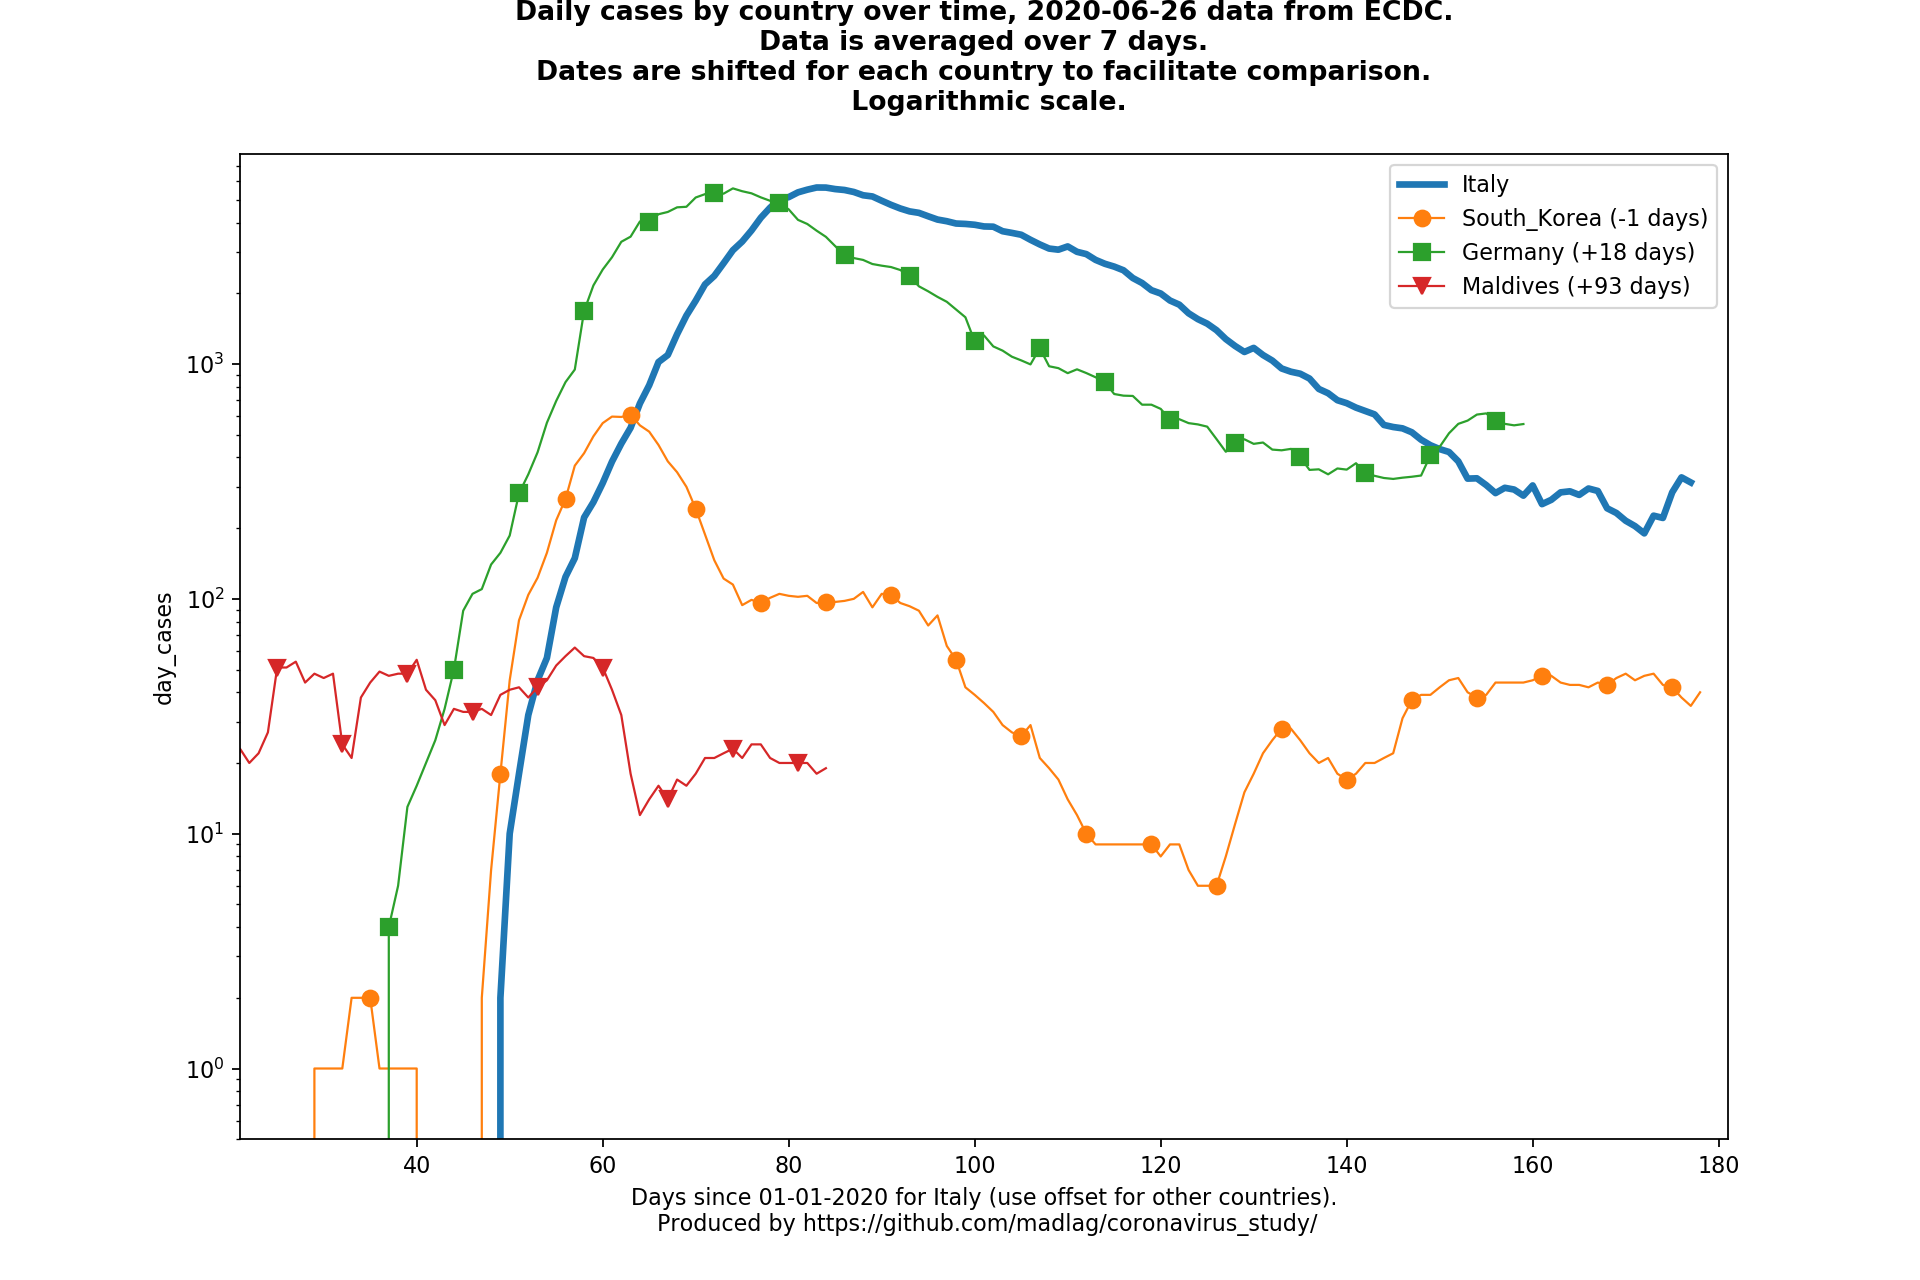 Daily cases by country over time, 2020-06-26 data from ECDC.
Data is averaged over 7 days.
Dates are shifted for each country to facilitate comparison.
Logarithmic scale.
Italy
South_Korea (-1 days)
Germany (+18 days)
Maldives (+93 days)
day_cases
10³
10²
10¹
10⁰
40 60 80 100 120 140 160 180
Days since 01-01-2020 for Italy (use offset for other countries).
Produced by https://github.com/madlag/coronavirus_study/